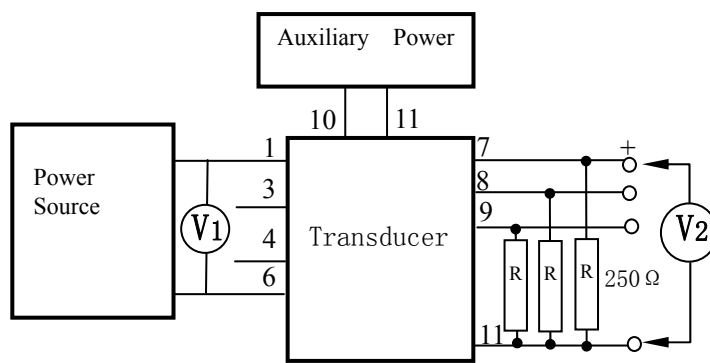 Auxiliary Power
10
11
1
7
+
Power
Source
3
8
V1
4
Transducer
9
V2
6
R
R
R
250Ω
11